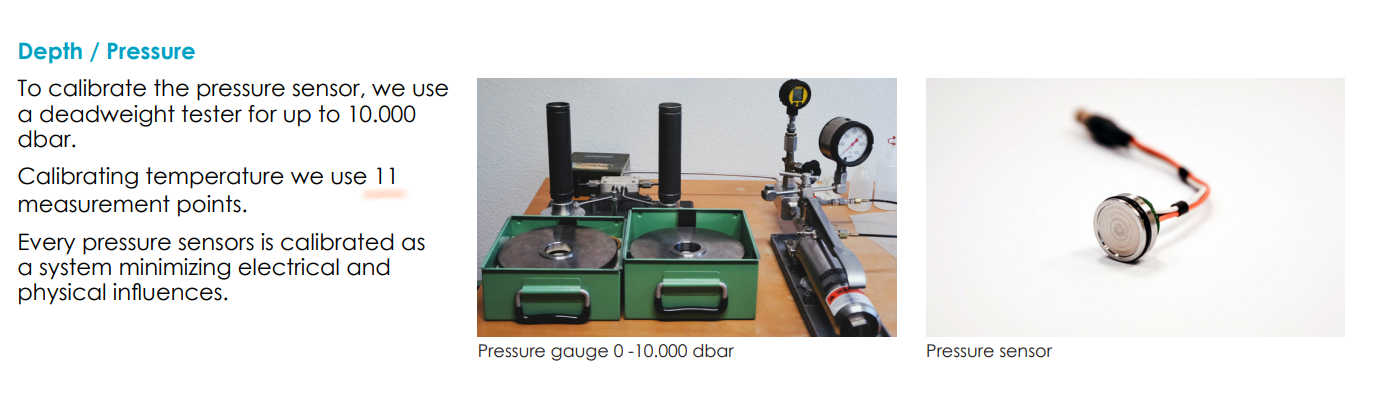 Depth / Pressure
To calibrate the pressure sensor, we use
a deadweight tester for up to 10.000
dbar.
Calibrating temperature we use 11
measurement points.
Every pressure sensors is calibrated as
a system minimizing electrical and
physical influences.
Pressure gauge 0 -10.000 dbar
Pressure sensor